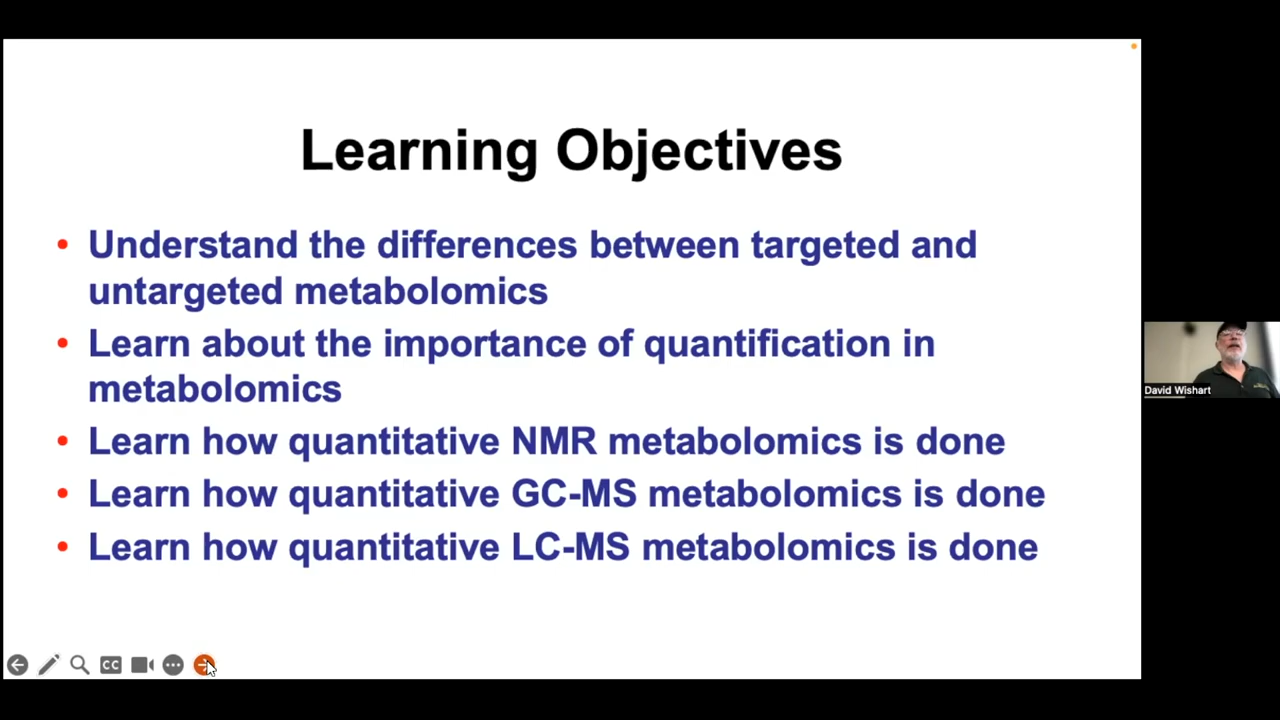 Learning Objectives
• Understand the differences between targeted and
untargeted metabolomics
• Learn about the importance of quantification in
metabolomics
• Learn how quantitative NMR metabolomics is done
• Learn how quantitative GC-MS metabolomics is done
• Learn how quantitative LC-MS metabolomics is done
David Wishart
CC